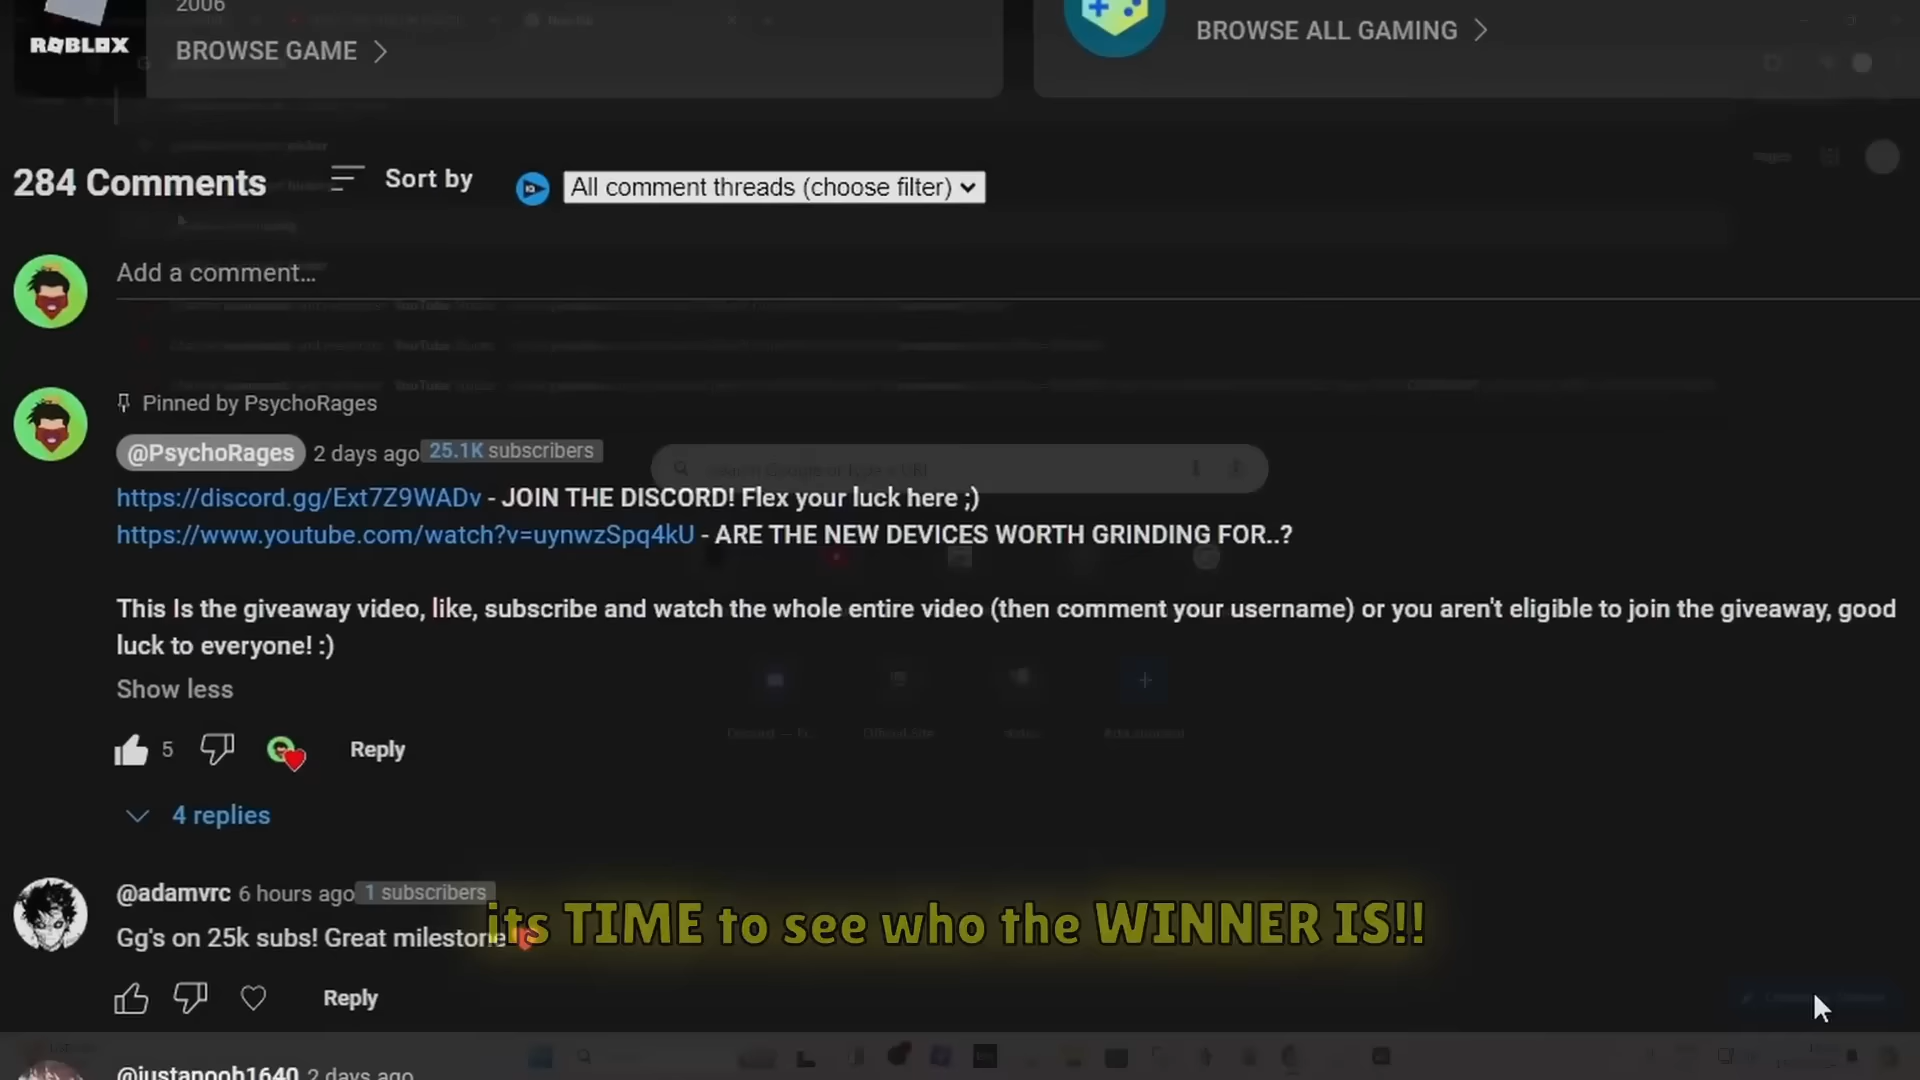 2006
ROBLOX
BROWSE GAME
BROWSE ALL GAMING
284 Comments
Sort by
All comment threads (choose filter)
Add a comment...
Pinned by PsychoRages
@PsychoRages 2 days ago 25.1K subscribers
https://discord.gg/Ext7Z9WADv - JOIN THE DISCORD! Flex your luck here ;)
https://www.youtube.com/watch?v=uynwzSpq4kU - ARE THE NEW DEVICES WORTH GRINDING FOR..?
This Is the giveaway video, like, subscribe and watch the whole entire video (then comment your username) or you aren't eligible to join the giveaway, good
luck to everyone! :)
Show less
5
Reply
4 replies
@adamvrc 6 hours ago 1 subscribers
Gg's on 25k subs! Great milestone
its TIME to see who the WINNER IS!!
Reply
@justanoob1640 2 days ago